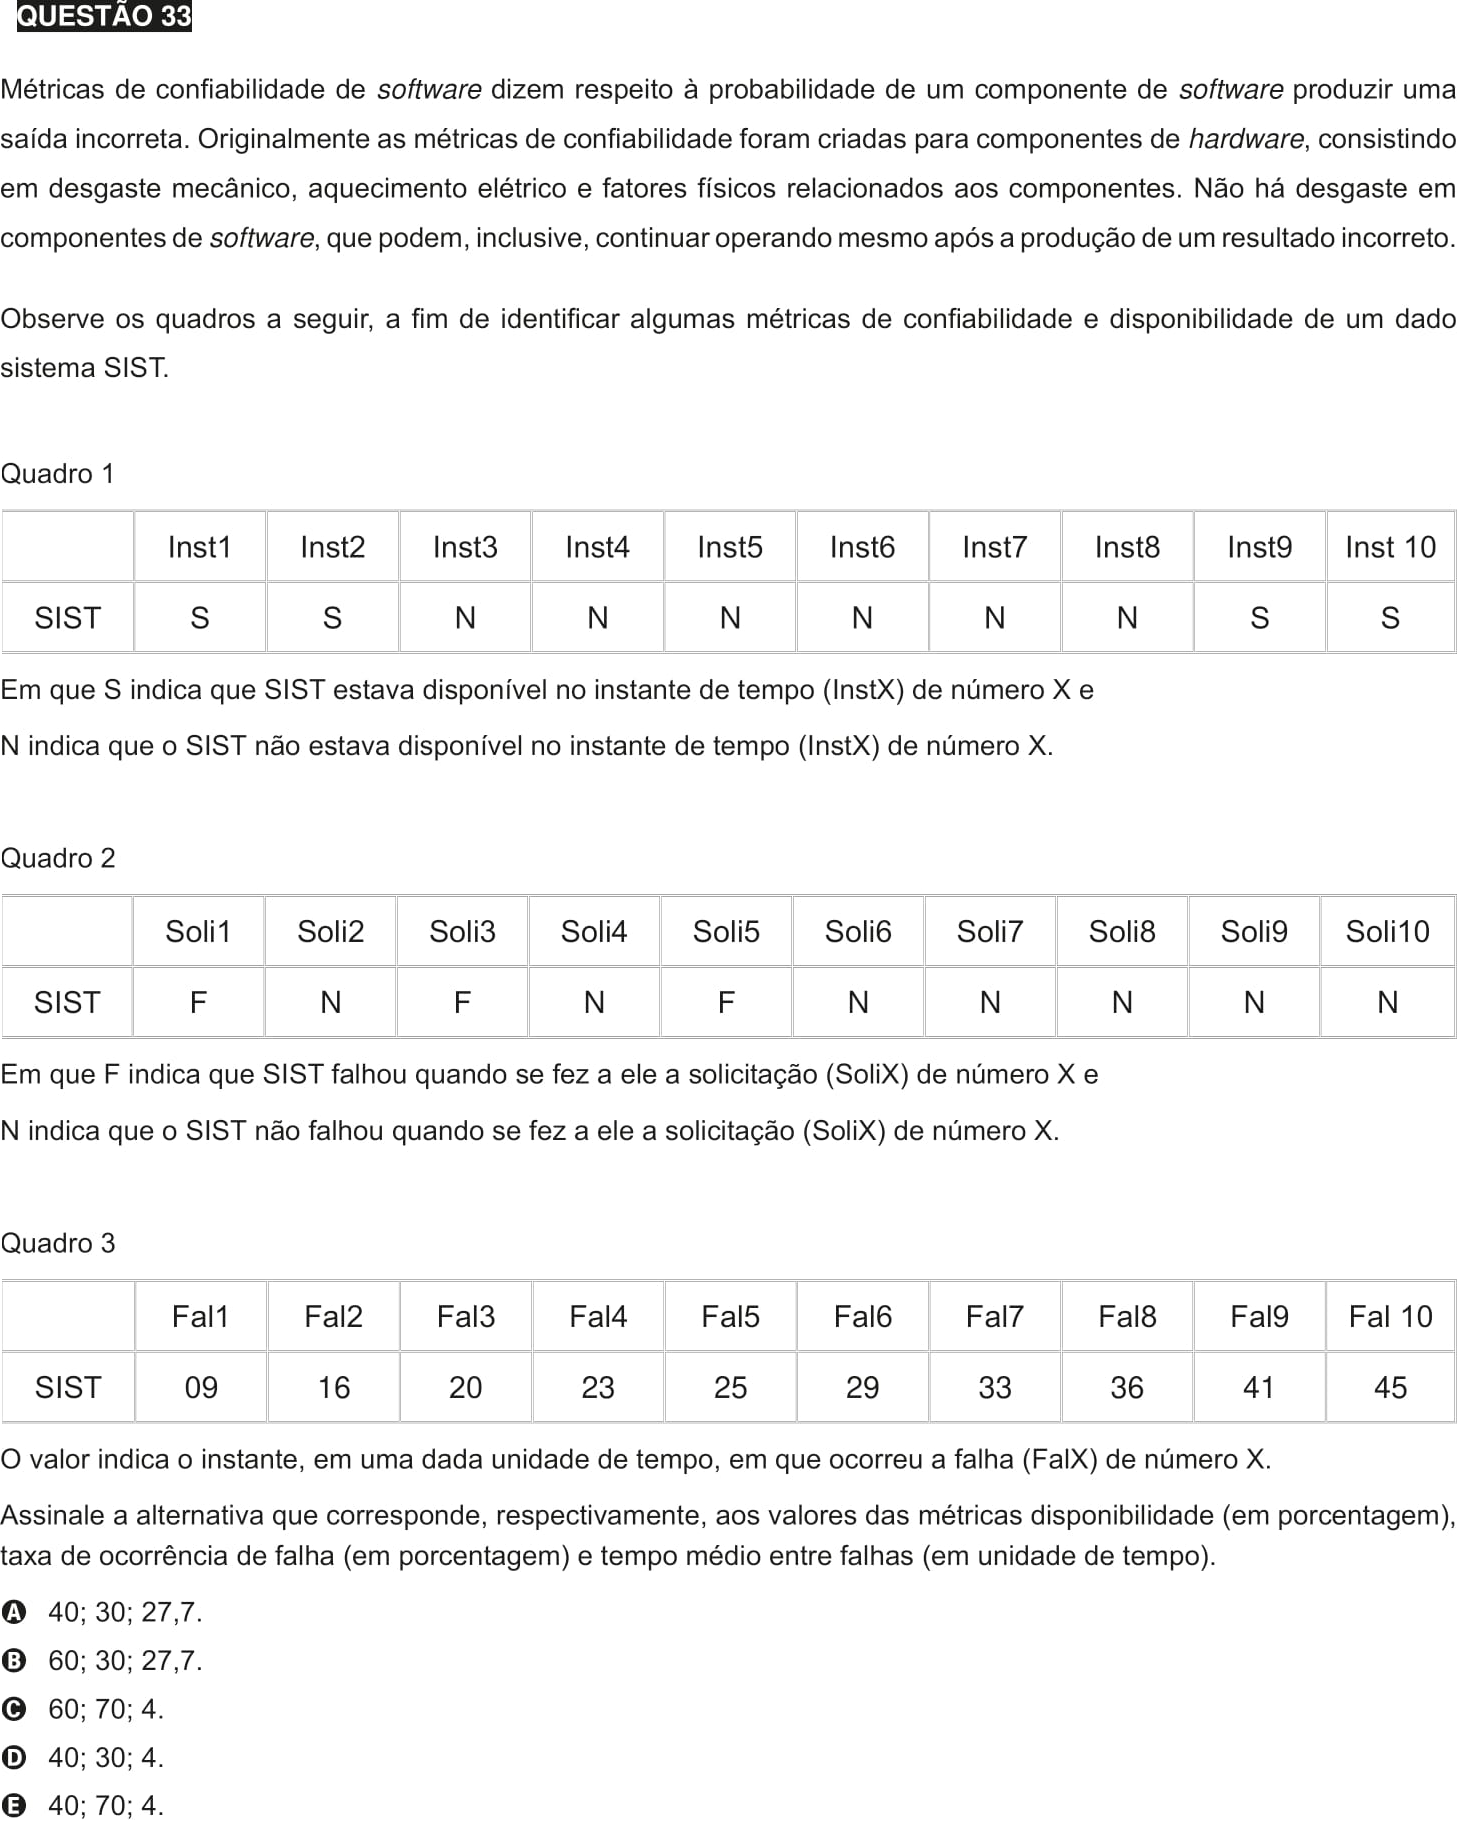 QUESTÃO 33
Métricas de confiabilidade de software dizem respeito à probabilidade de um componente de software produzir uma
saída incorreta. Originalmente as métricas de confiabilidade foram criadas para componentes de hardware, consistindo
em desgaste mecânico, aquecimento elétrico e fatores físicos relacionados aos componentes. Não há desgaste em
componentes de software, que podem, inclusive, continuar operando mesmo após a produção de um resultado incorreto.
Observe os quadros a seguir, a fim de identificar algumas métricas de confiabilidade e disponibilidade de um dado
sistema SIST.
Quadro 1
Inst1 Inst2 Inst3 Inst4 Inst5 Inst6 Inst7 Inst8 Inst9 Inst 10
SIST S S N N N N N N S S
Em que S indica que SIST estava disponível no instante de tempo (InstX) de número X e
N indica que o SIST não estava disponível no instante de tempo (InstX) de número X.
Quadro 2
Soli1 Soli2 Soli3 Soli4 Soli5 Soli6 Soli7 Soli8 Soli9 Soli10
SIST F N F N F N N N N N
Em que F indica que SIST falhou quando se fez a ele a solicitação (SoliX) de número X e
N indica que o SIST não falhou quando se fez a ele a solicitação (SoliX) de número X.
Quadro 3
Fal1 Fal2 Fal3 Fal4 Fal5 Fal6 Fal7 Fal8 Fal9 Fal 10
SIST 09 16 20 23 25 29 33 36 41 45
O valor indica o instante, em uma dada unidade de tempo, em que ocorreu a falha (FalX) de número X.
Assinale a alternativa que corresponde, respectivamente, aos valores das métricas disponibilidade (em porcentagem),
taxa de ocorrência de falha (em porcentagem) e tempo médio entre falhas (em unidade de tempo).
A 40; 30; 27,7.
B 60; 30; 27,7.
C 60; 70; 4.
D 40; 30; 4.
E 40; 70; 4.